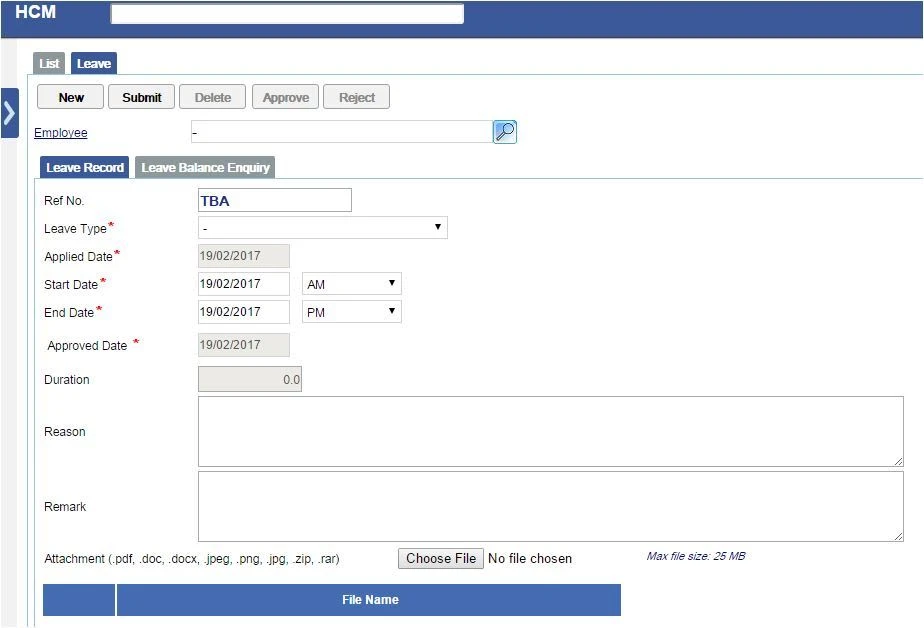 HCM
List Leave
New Submit Delete Approve Reject
Employee -
Leave Record Leave Balance Enquiry
Ref No. TBA
Leave Type* -
Applied Date* 19/02/2017
Start Date* 19/02/2017 AM
End Date* 19/02/2017 PM
Approved Date * 19/02/2017
Duration 0.0
Reason
Remark
Attachment (.pdf, .doc, .docx, .jpeg, .png, .jpg, .zip, .rar) Choose File No file chosen Max file size: 25 MB
File Name